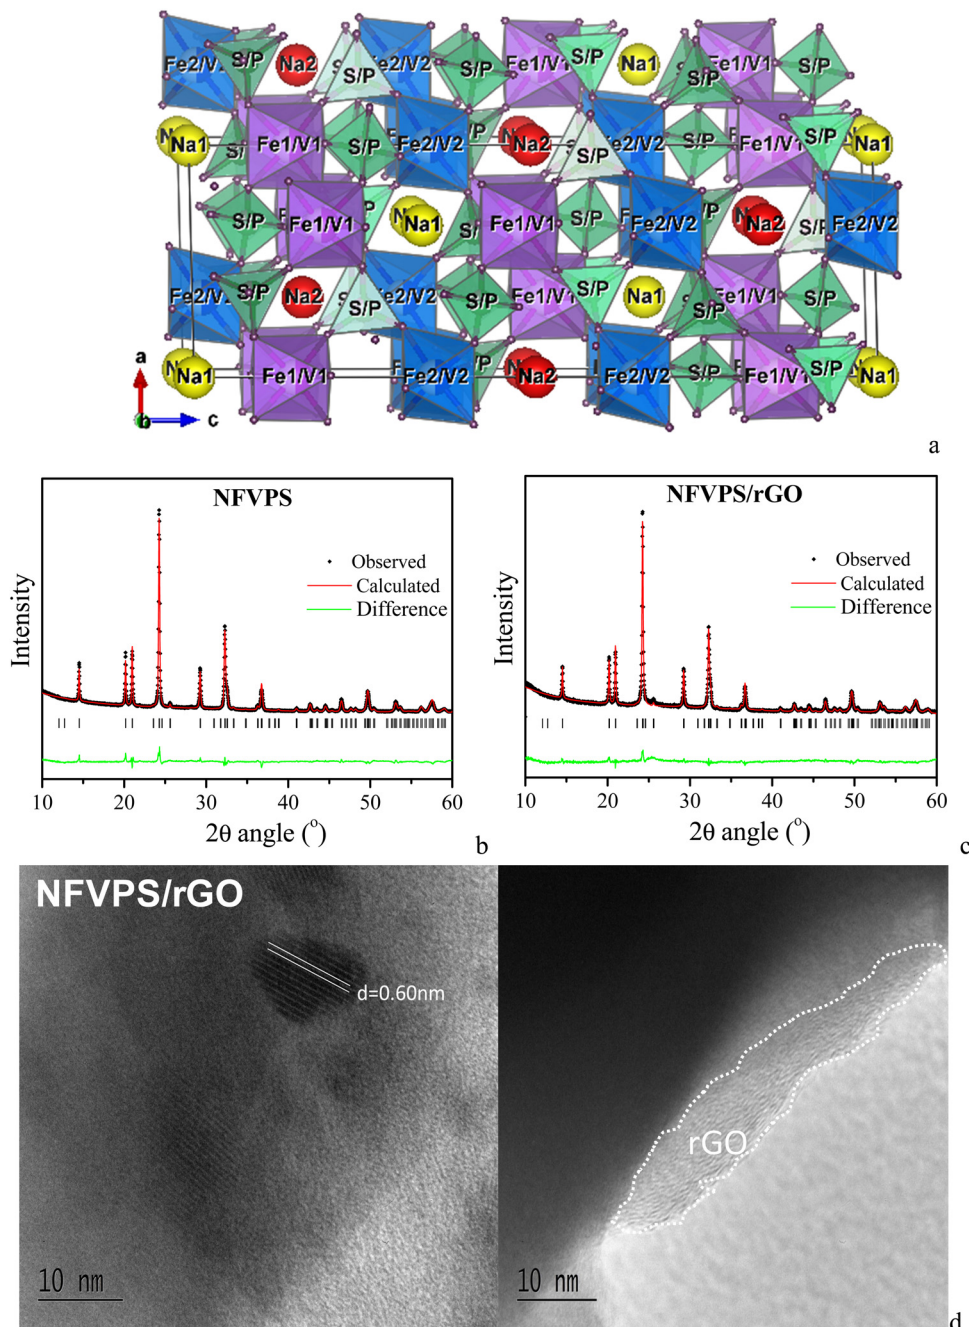 Fe2/V2 S/P Na2 S S/P Fe2/V2 S/P Fe1/V1 S/P Na1 S/P Fe1/V1 S/P
N Na1 S/P Fe1/V1 S/P F Fe2/V2 Na2 S S/P Fe2/V2 S/P Fe1/V1 S/P Na1
S/P F Fe1/V1 N Na1 S/P Fe1/V1 S/P F Fe2/V2 S/P N Na2 S/P Fe2/V2
Fe2/V2 S/P Na2 S S/P Fe2/V2 S/P Fe1/V1 S/P Na1 S S/P Fe1/V1 S/P
N Na1 Fe1/V1 S/P F Fe2/V2 S/P Na2 Fe2/V2 S/P Fe1/V1 S/P Na1
a
b
c
a
NFVPS
Observed
Calculated
Difference
Intensity
10 20 30 40 50 60
2θ angle (°)
b
NFVPS/rGO
Observed
Calculated
Difference
Intensity
10 20 30 40 50 60
2θ angle (°)
c
NFVPS/rGO
d=0.60nm
10 nm
rGO
10 nm
d